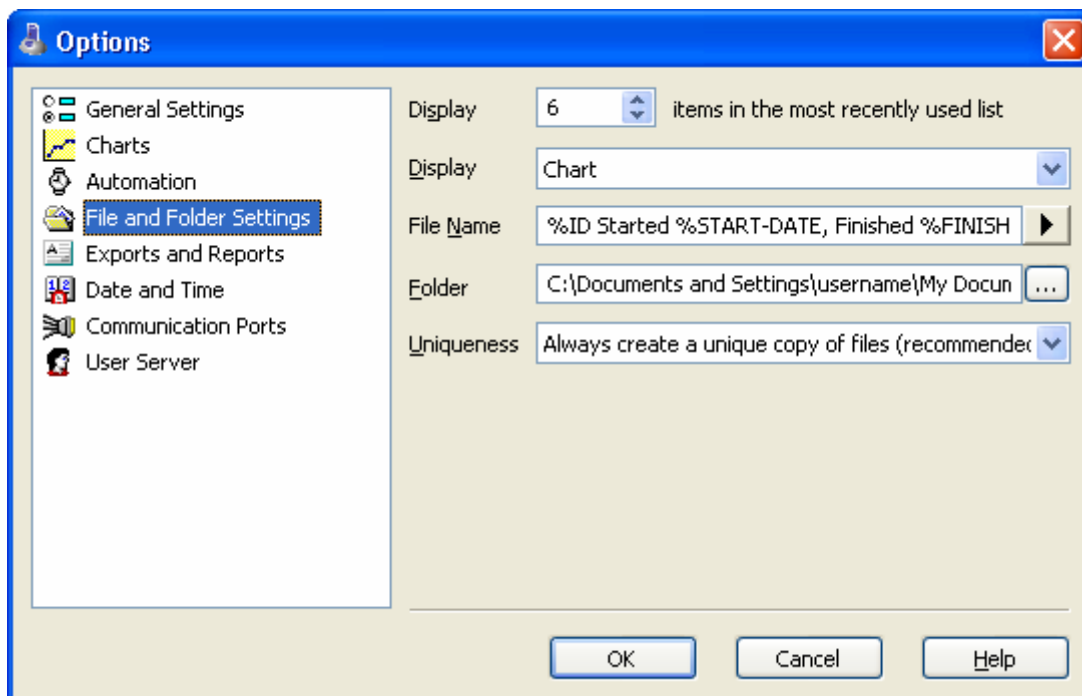 Options
General Settings
Charts
Automation
File and Folder Settings
Exports and Reports
Date and Time
Communication Ports
User Server
Display 6 items in the most recently used list
Display Chart
File Name %ID Started %START-DATE, Finished %FINISH
Folder C:\Documents and Settings\username\My Docum ...
Uniqueness Always create a unique copy of files (recommended
OK Cancel Help